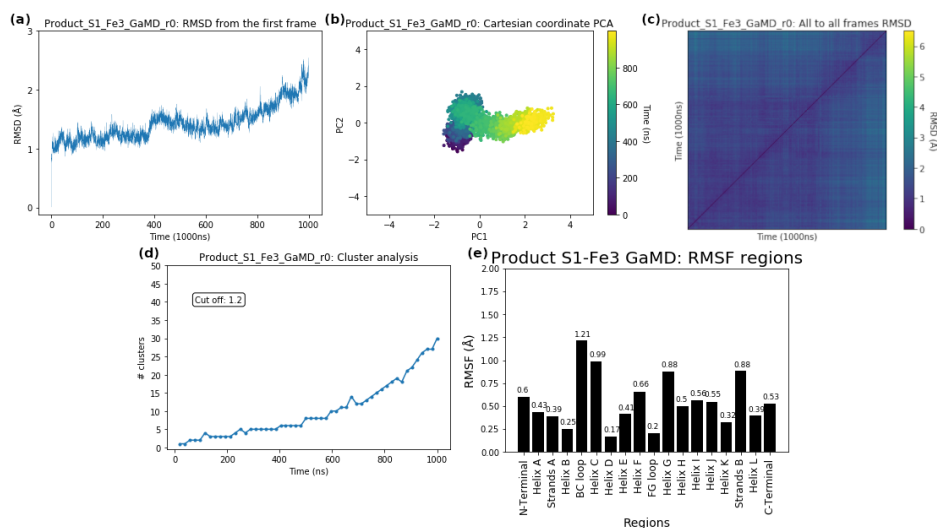 (a) Product_S1_Fe3_GaMD_r0: RMSD from the first frame
3
2
1
0
RMSD (Å)
0 200 400 600 800 1000
Time (1000ns)
(b) Product_S1_Fe3_GaMD_r0: Cartesian coordinate PCA
4
2
0
−2
−4
PC2
−4 −2 0 2 4
PC1
800
600
400
200
0
Time (ns)
(c) Product_S1_Fe3_GaMD_r0: All to all frames RMSD
Time (1000ns)
Time (1000ns)
6
5
4
3
2
1
0
RMSD (A)
(d)
Product_S1_Fe3_GaMD_r0: Cluster analysis
50
45
40
35
30
25
20
15
10
5
0
# clusters
Cut off: 1.2
0 200 400 600 800 1000
Time (ns)
(e) Product S1-Fe3 GaMD: RMSF regions
2.00
1.75
1.50
1.25
1.00
0.75
0.50
0.25
0.00
RMSF (Å)
0.6 0.43 0.39 0.25 1.21 0.99 0.17 0.41 0.66 0.2 0.88 0.5 0.56 0.55 0.32 0.88 0.39 0.53
N-Terminal
Helix A
Strands A
Helix B
BC loop
Helix C
Helix D
Helix E
Helix F
FG loop
Helix G
Helix H
Helix I
Helix J
Helix K
Strands B
Helix L
C-Terminal
Regions